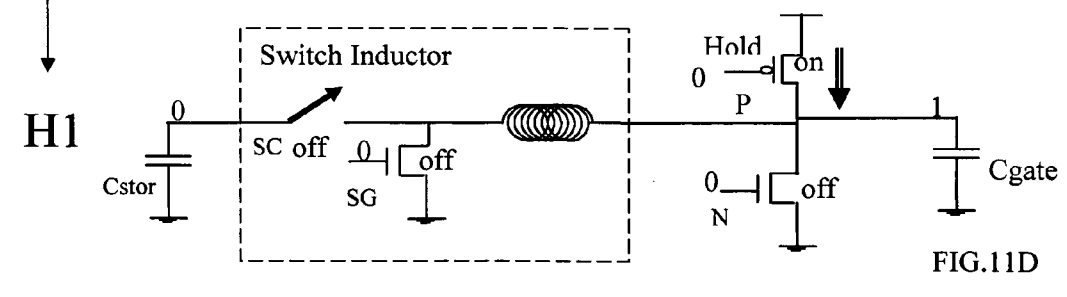 Switch Inductor
Hold
0
on
P
H1
0
1
SC off
0
off
SG
Cstor
0
off
N
Cgate
FIG.11D